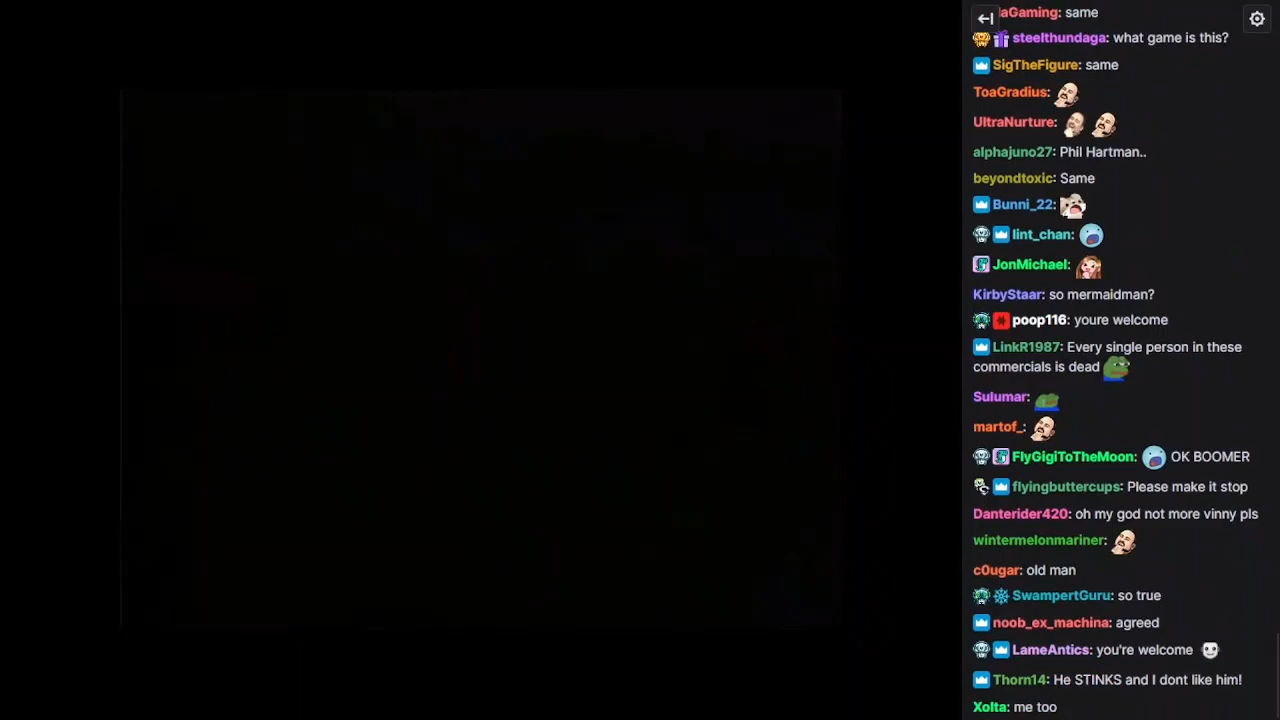 aGaming: same
steelthundaga: what game is this?
SigTheFigure: same
ToaGradius:
UltraNurture:
alphajuno27: Phil Hartman..
beyondtoxic: Same
Bunni_22:
lint_chan:
JonMichael:
KirbyStaar: so mermaidman?
poop116: youre welcome
LinkR1987: Every single person in these
commercials is dead
Sulumar:
martof_:
FlyGigiToTheMoon: OK BOOMER
flyingbuttercups: Please make it stop
Danterider420: oh my god not more vinny pls
wintermelonmariner:
c0ugar: old man
SwampertGuru: so true
noob_ex_machina: agreed
LameAntics: you're welcome
Thorn14: He STINKS and I dont like him!
Xolta: me too